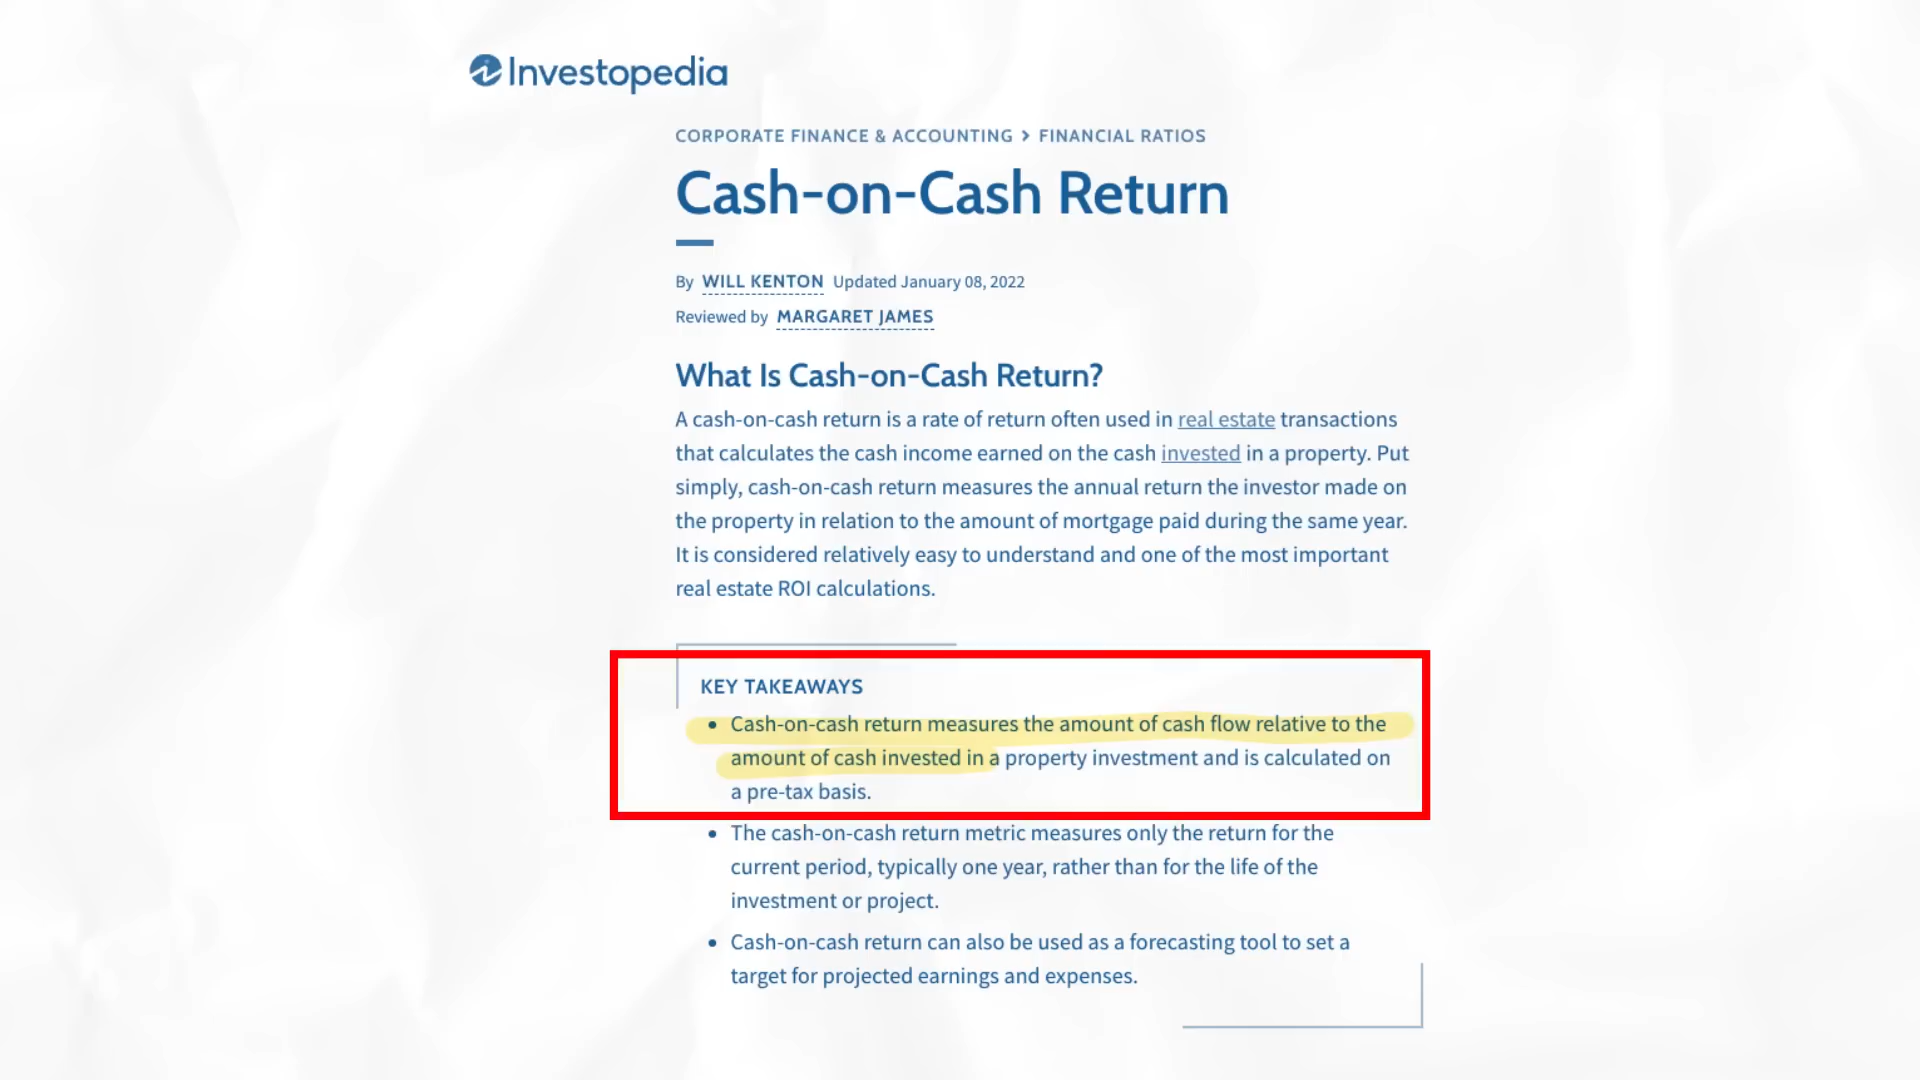 Investopedia
CORPORATE FINANCE & ACCOUNTING > FINANCIAL RATIOS
Cash-on-Cash Return
By WILL KENTON Updated January 08, 2022
Reviewed by MARGARET JAMES
What Is Cash-on-Cash Return?
A cash-on-cash return is a rate of return often used in real estate transactions
that calculates the cash income earned on the cash invested in a property. Put
simply, cash-on-cash return measures the annual return the investor made on
the property in relation to the amount of mortgage paid during the same year.
It is considered relatively easy to understand and one of the most important
real estate ROI calculations.
KEY TAKEAWAYS
• Cash-on-cash return measures the amount of cash flow relative to the
amount of cash invested in a property investment and is calculated on
a pre-tax basis.
• The cash-on-cash return metric measures only the return for the
current period, typically one year, rather than for the life of the
investment or project.
• Cash-on-cash return can also be used as a forecasting tool to set a
target for projected earnings and expenses.